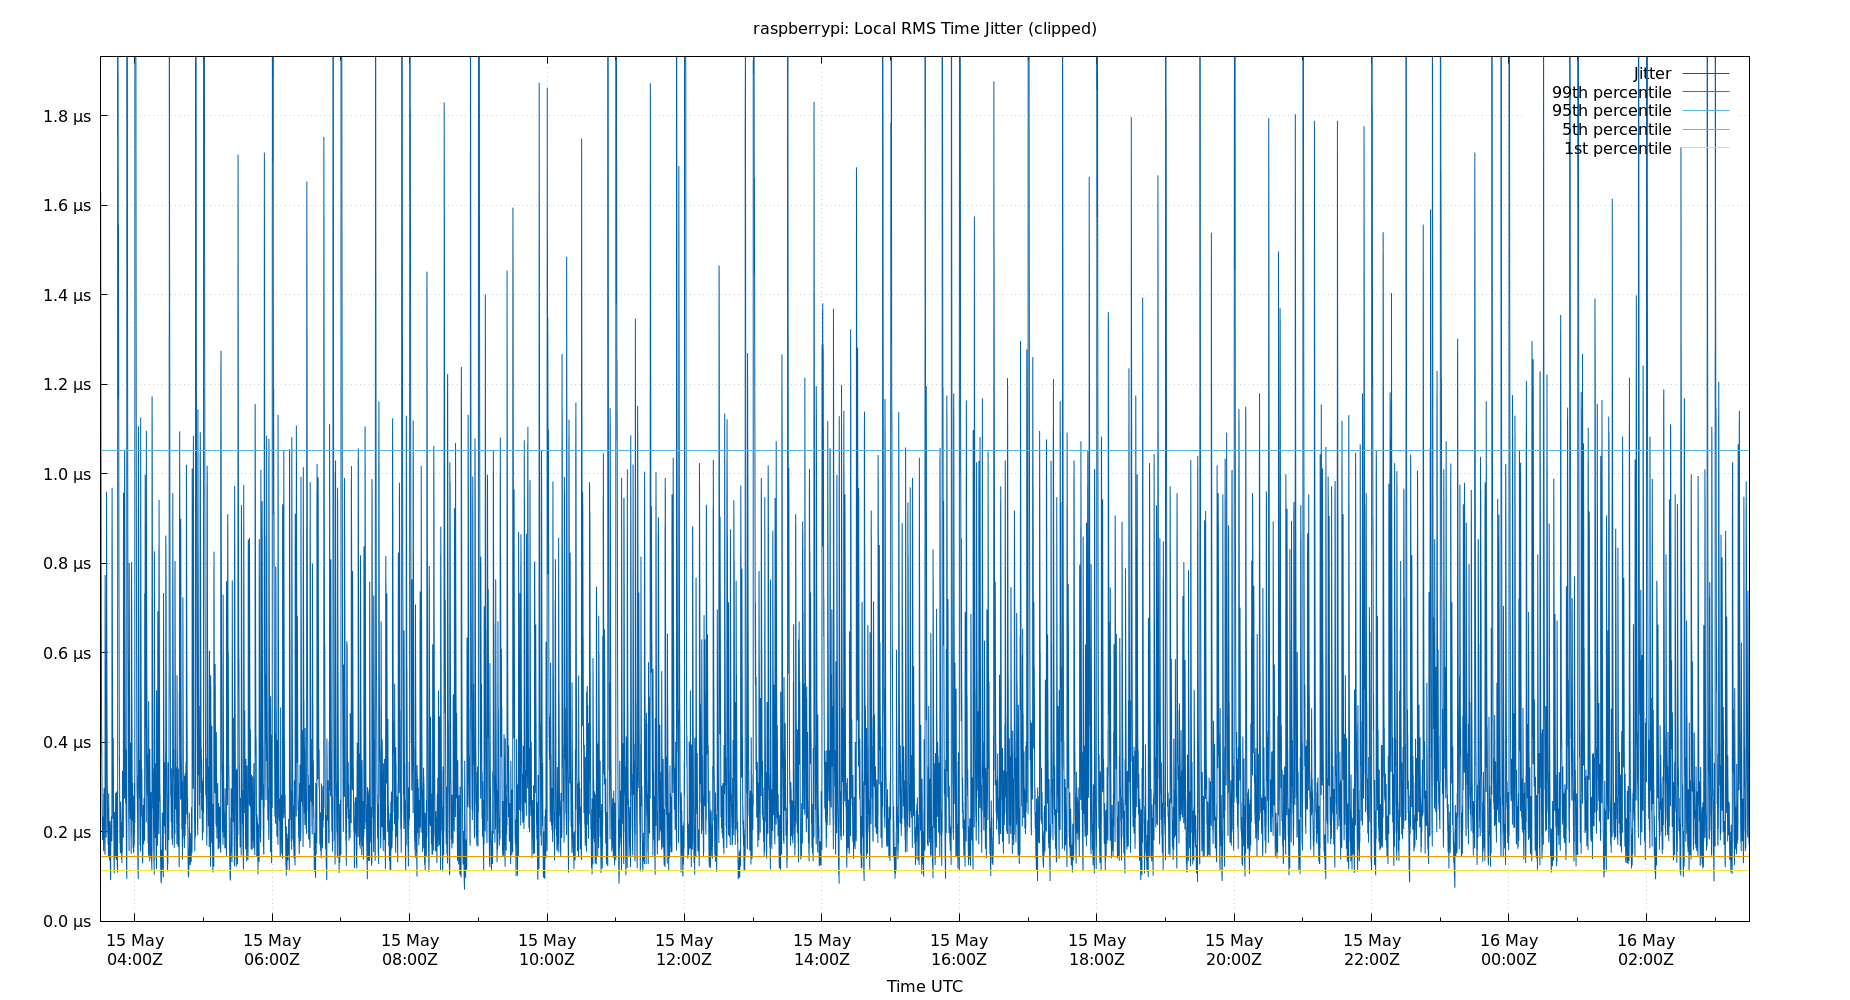 raspberrypi: Local RMS Time Jitter (clipped)
Jitter
99th percentile
95th percentile
5th percentile
1st percentile
1.8 µs
1.6 µs
1.4 µs
1.2 µs
1.0 µs
0.8 µs
0.6 µs
0.4 µs
0.2 µs
0.0 µs
15 May 15 May 15 May 15 May 15 May 15 May 15 May 15 May 15 May 15 May 16 May 16 May
04:00Z 06:00Z 08:00Z 10:00Z 12:00Z 14:00Z 16:00Z 18:00Z 20:00Z 22:00Z 00:00Z 02:00Z
Time UTC